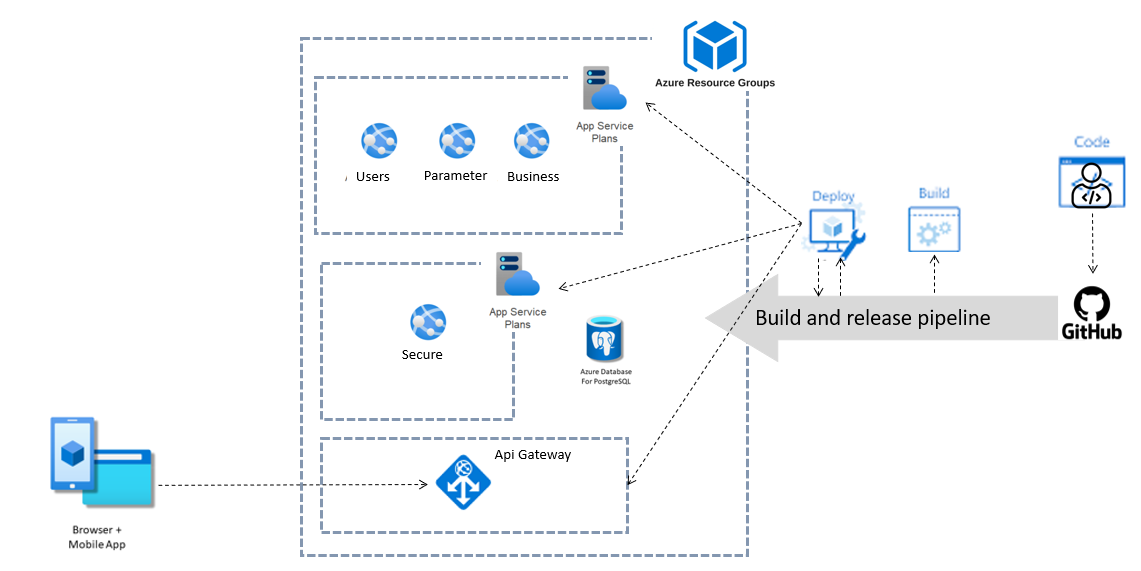 Azure Resource Groups
App Service
Plans
Users
Parameter
Business
Code
Deploy
Build
GitHub
Build and release pipeline
App Service
Plans
Secure
Azure Database
For PostgreSQL
Api Gateway
Browser +
Mobile App